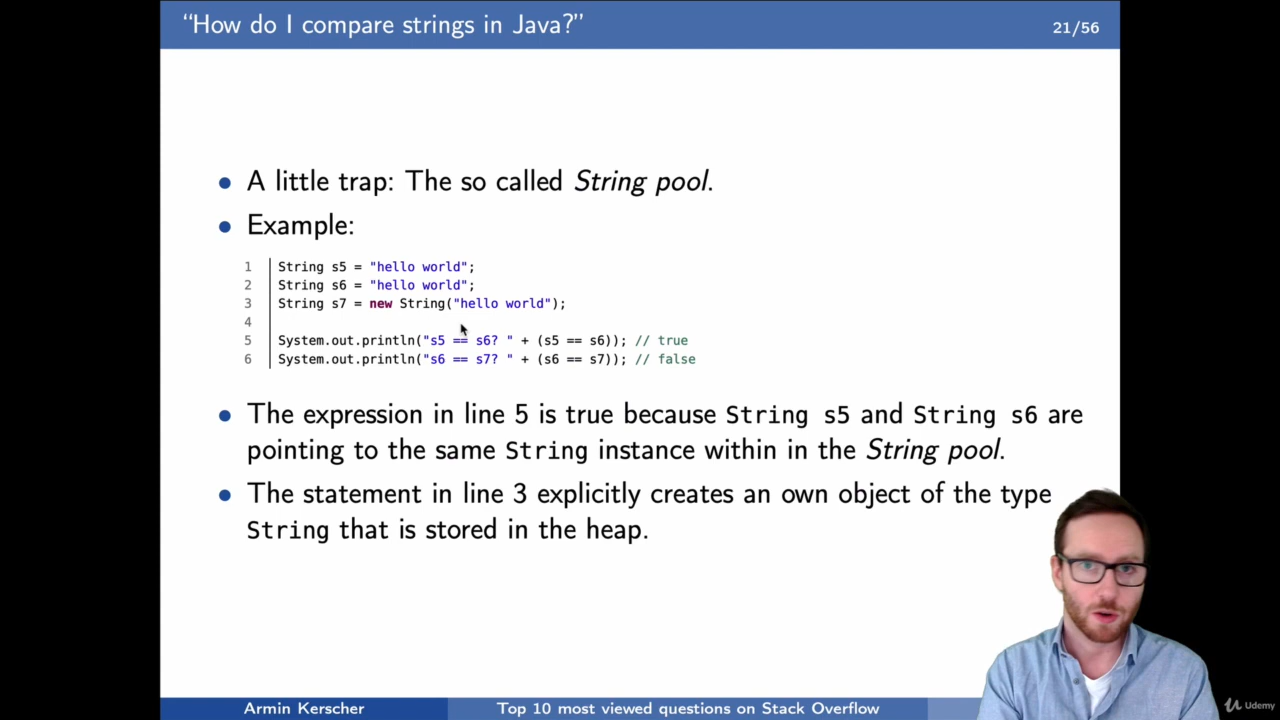 “How do I compare strings in Java?”
21/56
• A little trap: The so called String pool.
• Example:
1 String s5 = "hello world";
2 String s6 = "hello world";
3 String s7 = new String("hello world");
4
5 System.out.println("s5 == s6? " + (s5 == s6)); // true
6 System.out.println("s6 == s7? " + (s6 == s7)); // false
• The expression in line 5 is true because String s5 and String s6 are
pointing to the same String instance within in the String pool.
• The statement in line 3 explicitly creates an own object of the type
String that is stored in the heap.
Armin Kerscher
Top 10 most viewed questions on Stack Overflow
Udemy